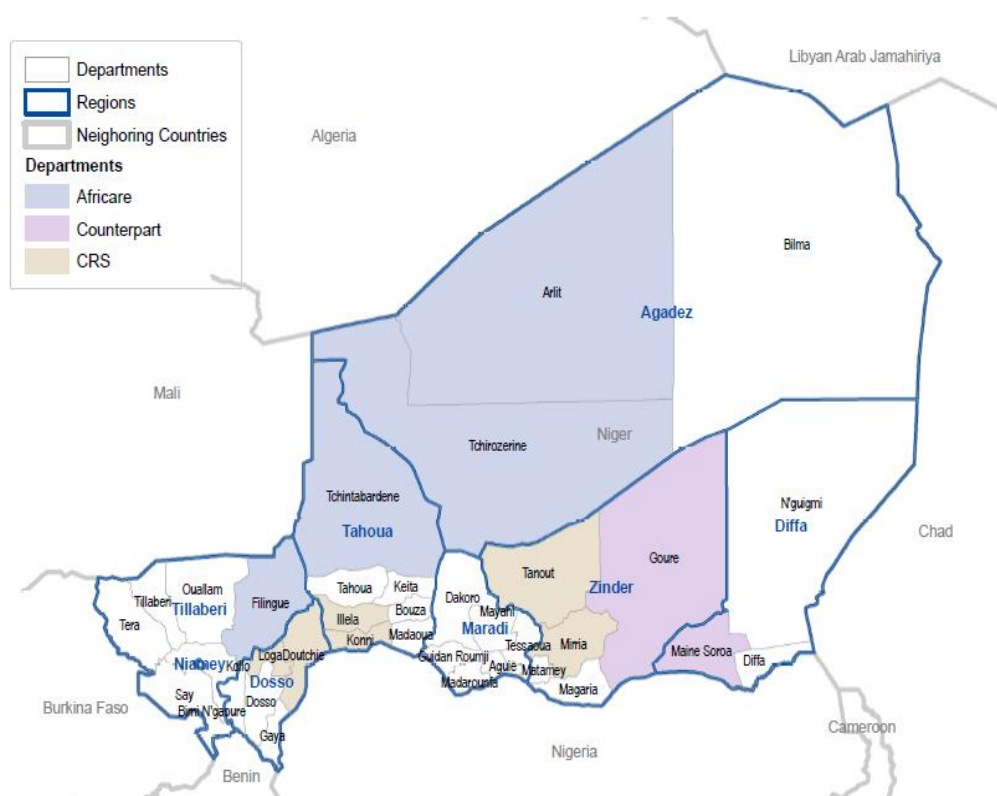 Libyan Arab Jamahiriya
Departments
Regions
Neighoring Countries
Departments
Africare
Counterpart
CRS
Algeria
Bilma
Arlit
Agadez
Mali
Niger
Tchirozerine
Tchintabardene
Tahoua
N'guigmi
Diffa
Chad
Goure
Tanout
Zinder
Ouallam
Tillaberi
Tillaberi
Filingue
Tera
Tahoua
Keita
Illela
Bouza
Konni
Madaoua
Dakoro
Mayahi
Maradi
Tessaoua
Mirria
Guidan Roumji
Aguie
Matamey
Madarounfa
Magaria
Maine Soroa
Diffa
Niamey
Kollo
Loga
Doutchie
Dosso
Say
Dosso
Birni N'gaoure
Gaya
Burkina Faso
Benin
Nigeria
Cameroon